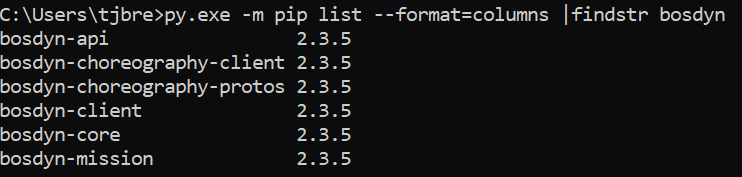 C:\Users\tjbre>py.exe -m pip list --format=columns |findstr bosdyn
bosdyn-api                2.3.5
bosdyn-choreography-client 2.3.5
bosdyn-choreography-protos 2.3.5
bosdyn-client             2.3.5
bosdyn-core               2.3.5
bosdyn-mission            2.3.5